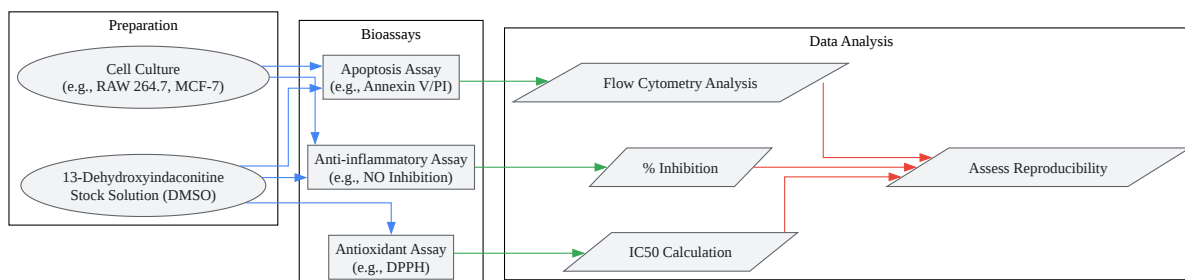 Preparation
Cell Culture
(e.g., RAW 264.7, MCF-7)
13-Dehydroxyindaconitine
Stock Solution (DMSO)
Bioassays
Apoptosis Assay
(e.g., Annexin V/PI)
Anti-inflammatory Assay
(e.g., NO Inhibition)
Antioxidant Assay
(e.g., DPPH)
Data Analysis
Flow Cytometry Analysis
% Inhibition
IC50 Calculation
Assess Reproducibility